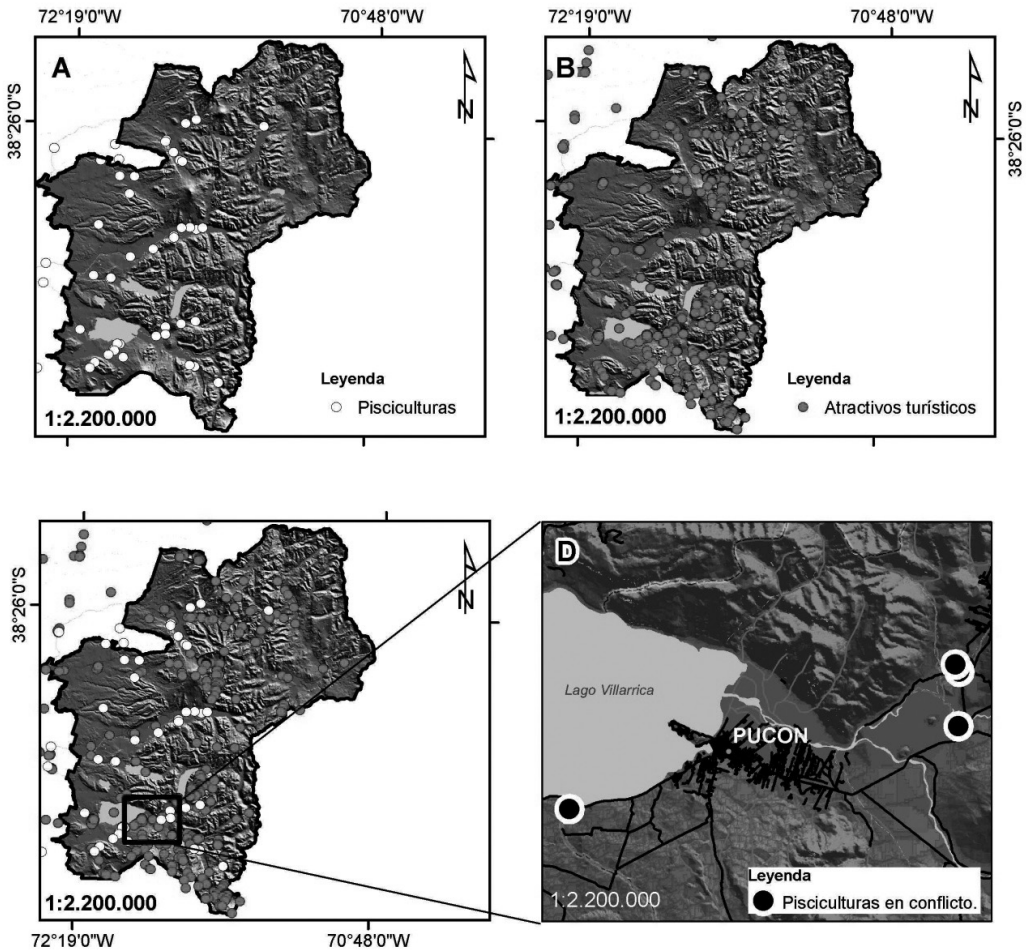 72°19'0"W
70°48'0"W
38°26'0"S
A
N
Leyenda
Pisciculturas
1:2.200.000
72°19'0"W
70°48'0"W
38°26'0"S
B
N
Leyenda
Atractivos turísticos
1:2.200.000
38°26'0"S
N
1:2.200.000
72°19'0"W
70°48'0"W
D
Lago Villarrica
PUCON
Leyenda
Pisciculturas en conflicto.
1:2.200.000